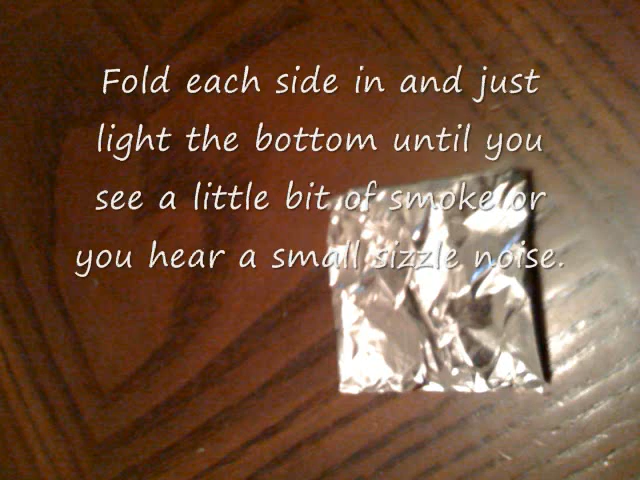 Fold each side in and just
light the bottom until you
see a little bit of smoke or
you hear a small sizzle noise.